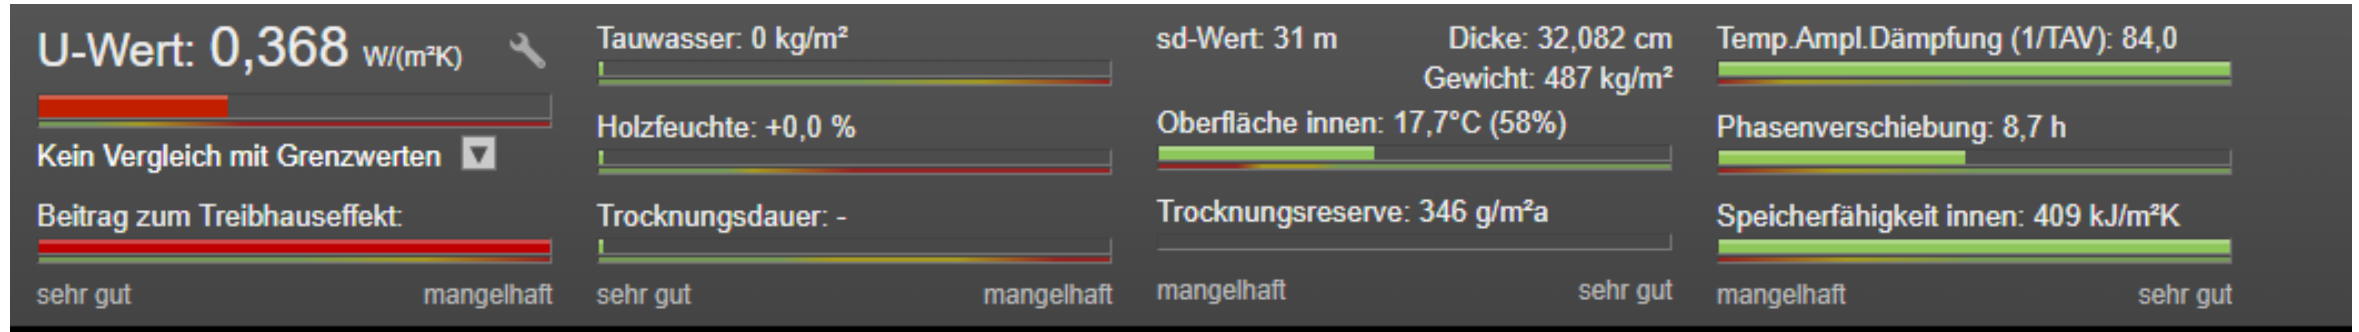 U-Wert: 0,368 W/(m²K)
Kein Vergleich mit Grenzwerten
Beitrag zum Treibhauseffekt:
sehr gut mangelhaft
Tauwasser: 0 kg/m²
Holzfeuchte: +0,0 %
Trocknungsdauer: -
sehr gut mangelhaft
sd-Wert: 31 m Dicke: 32,082 cm
Gewicht: 487 kg/m²
Oberfläche innen: 17,7°C (58%)
Trocknungsreserve: 346 g/m²a
mangelhaft sehr gut
Temp.Ampl.Dämpfung (1/TAV): 84,0
Phasenverschiebung: 8,7 h
Speicherfähigkeit innen: 409 kJ/m²K
mangelhaft sehr gut